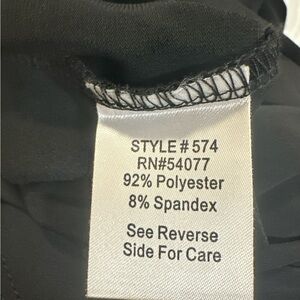 STYLE # 574
RN#54077
92% Polyester
8% Spandex
See Reverse
Side For Care